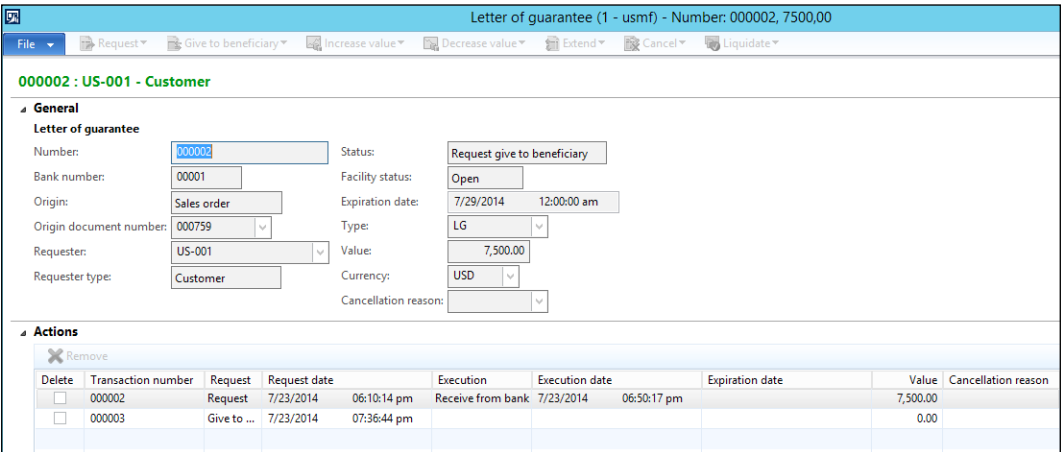 Letter of guarantee (1 - usmf) - Number: 000002, 7500,00
File Request Give to beneficiary Increase value Decrease value Extend Cancel Liquidate
000002 : US-001 - Customer
General
Letter of guarantee
Number: 000002 Status: Request give to beneficiary
Bank number: 00001 Facility status: Open
Origin: Sales order Expiration date: 7/29/2014 12:00:00 am
Origin document number: 000759 Type: LG
Requester: US-001 Value: 7,500.00
Requester type: Customer Currency: USD
Cancellation reason:
Actions
Remove
Delete Transaction number Request Request date Execution Execution date Expiration date Value Cancellation reason
000002 Request 7/23/2014 06:10:14 pm Receive from bank 7/23/2014 06:50:17 pm 7,500.00
000003 Give to ... 7/23/2014 07:36:44 pm 0.00